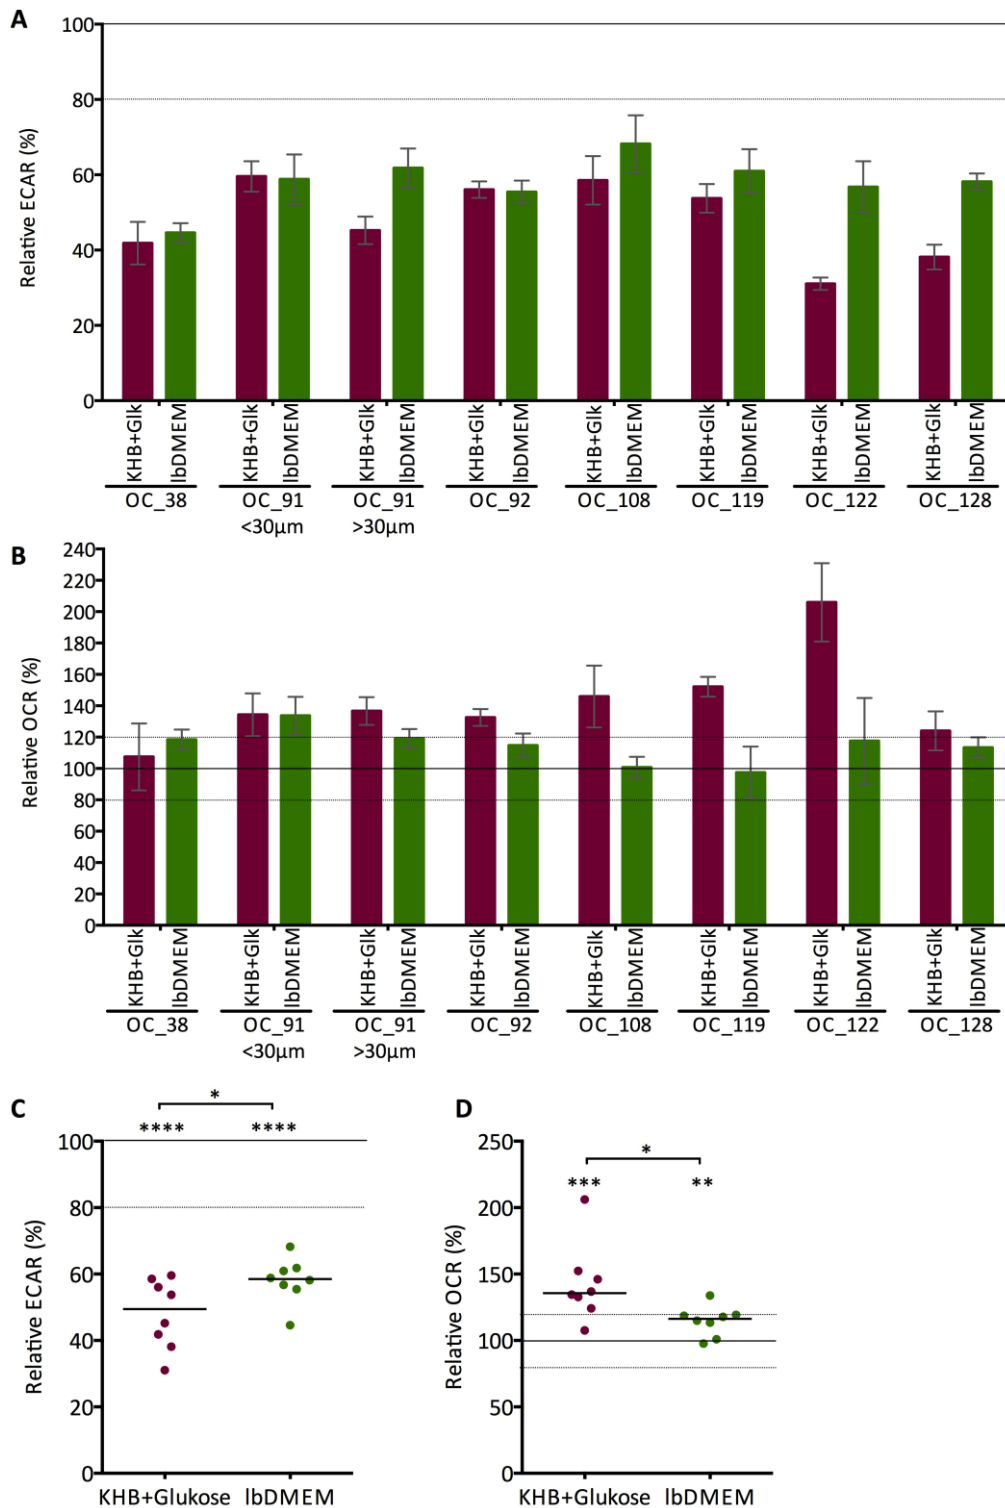 A
100
80
60
40
20
0
Relative ECAR (%)
KHB+Glk lbDMEM KHB+Glk lbDMEM KHB+Glk lbDMEM KHB+Glk lbDMEM KHB+Glk lbDMEM KHB+Glk lbDMEM KHB+Glk lbDMEM KHB+Glk lbDMEM
OC_38 OC_91 OC_91 OC_92 OC_108 OC_119 OC_122 OC_128
<30µm >30µm
B
240
220
200
180
160
140
120
100
80
60
40
20
0
Relative OCR (%)
KHB+Glk lbDMEM KHB+Glk lbDMEM KHB+Glk lbDMEM KHB+Glk lbDMEM KHB+Glk lbDMEM KHB+Glk lbDMEM KHB+Glk lbDMEM KHB+Glk lbDMEM
OC_38 OC_91 OC_91 OC_92 OC_108 OC_119 OC_122 OC_128
<30µm >30µm
C
*
**** ****
100
80
60
40
20
0
Relative ECAR (%)
KHB+Glukose lbDMEM
D
*
*** **
250
200
150
100
50
0
Relative OCR (%)
KHB+Glukose lbDMEM